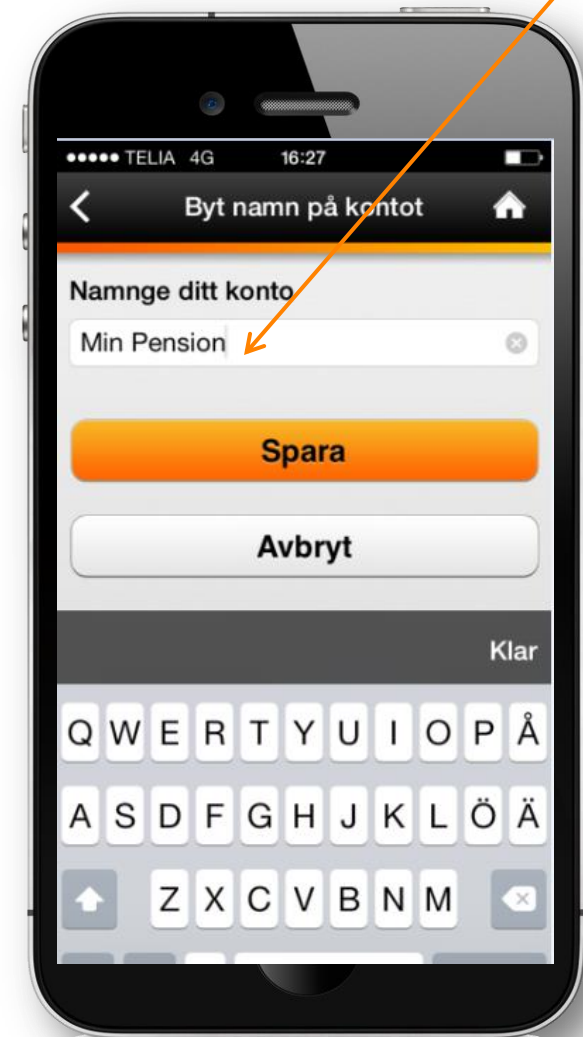 TELIA 4G 16:27
Byt namn på kontot
Namnge ditt konto
Min Pension
Spara
Avbryt
Klar
Q W E R T Y U I O P Å
A S D F G H J K L Ö Ä
Z X C V B N M